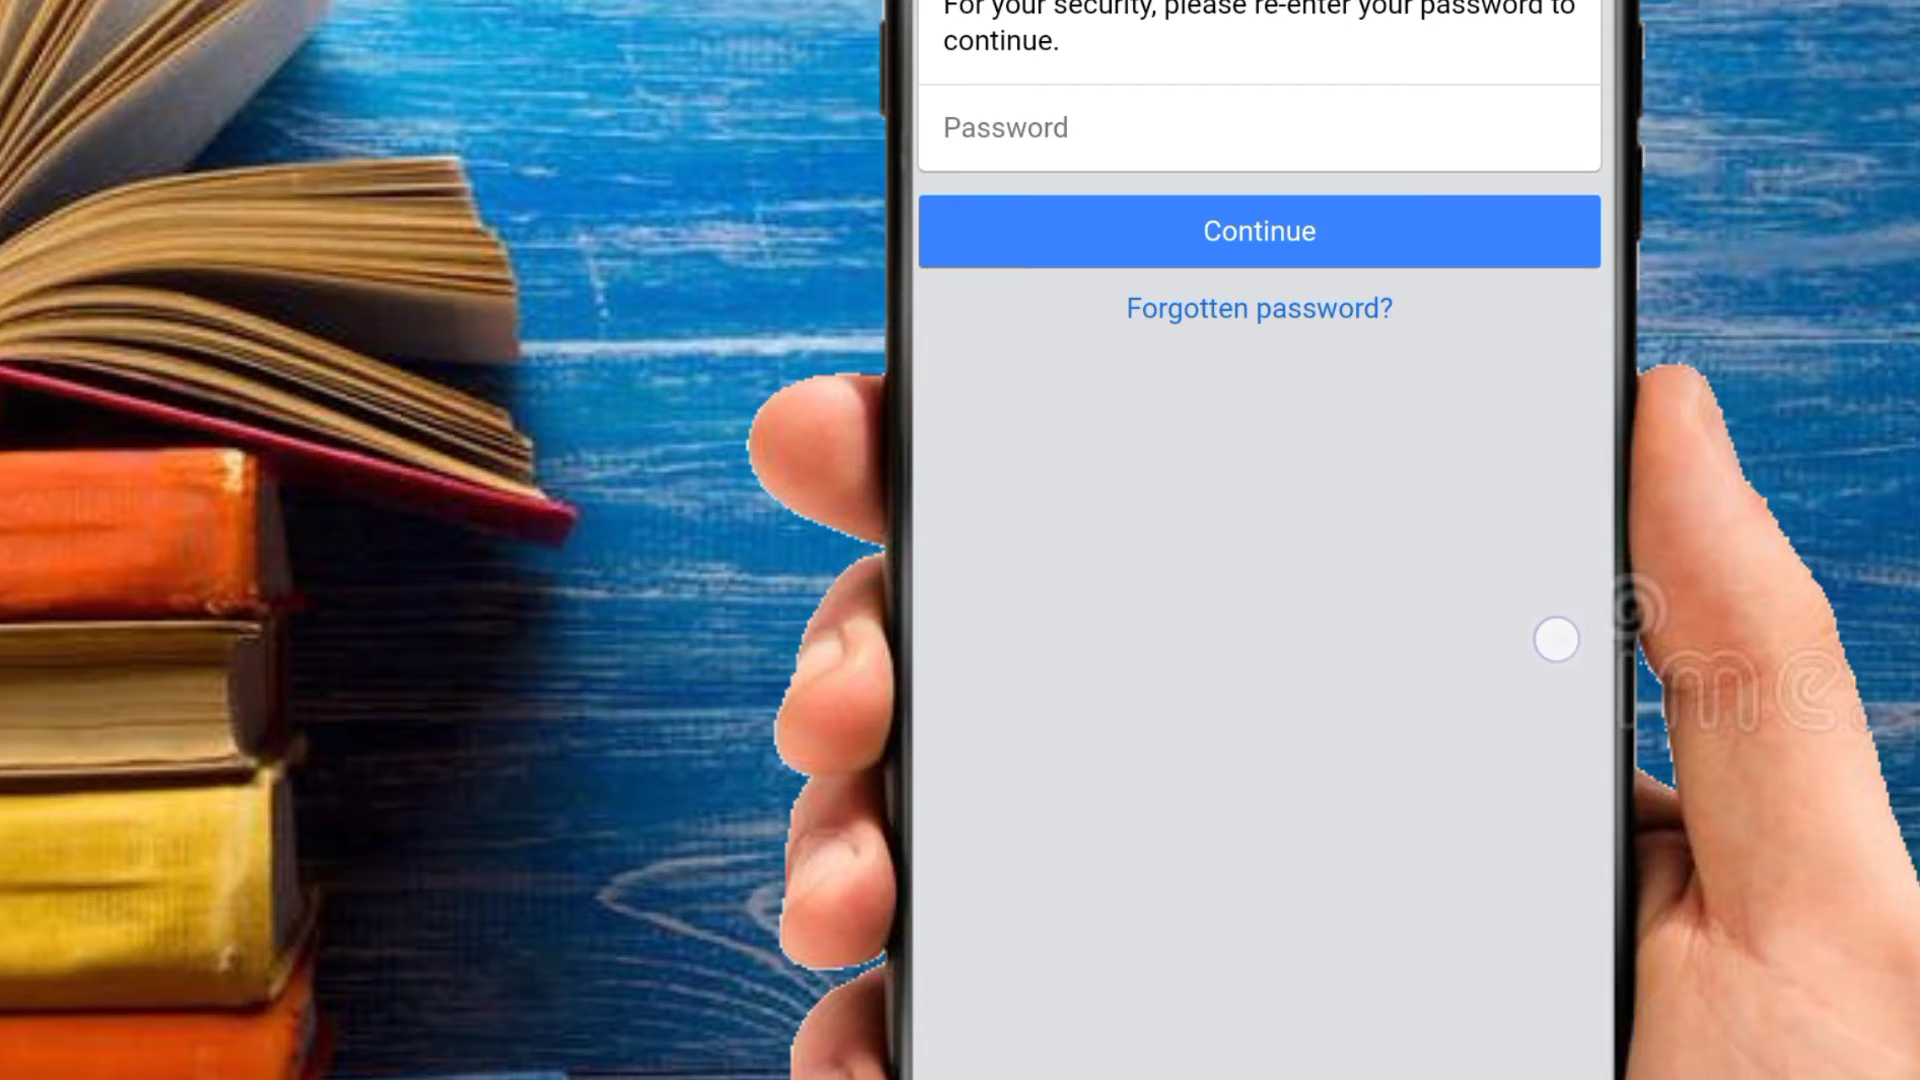 For your security, please re-enter your password to
continue.
Password
Continue
Forgotten password?